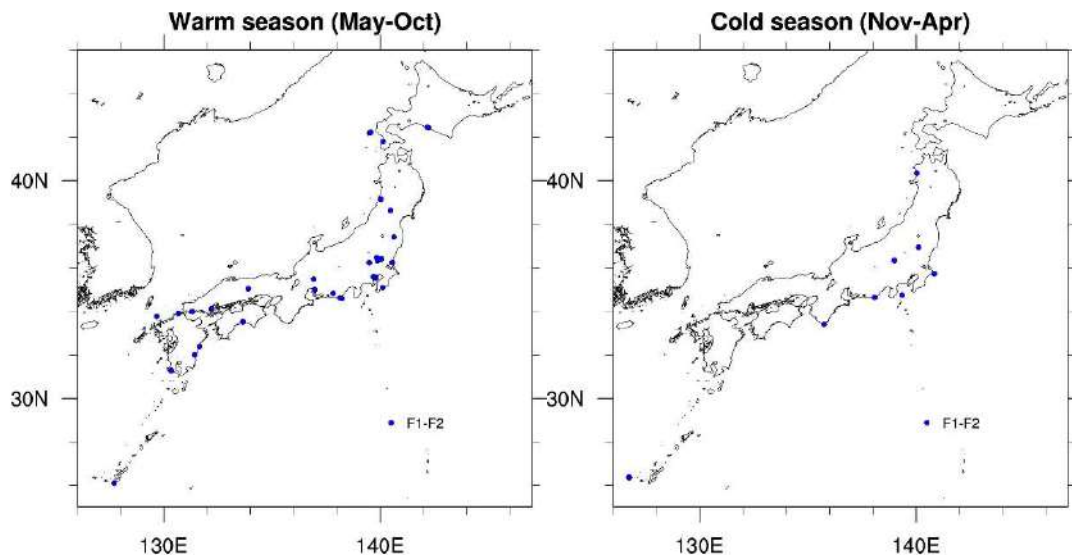 Warm season (May-Oct)
Cold season (Nov-Apr)
40N
40N
30N
30N
F1-F2
F1-F2
130E
140E
130E
140E